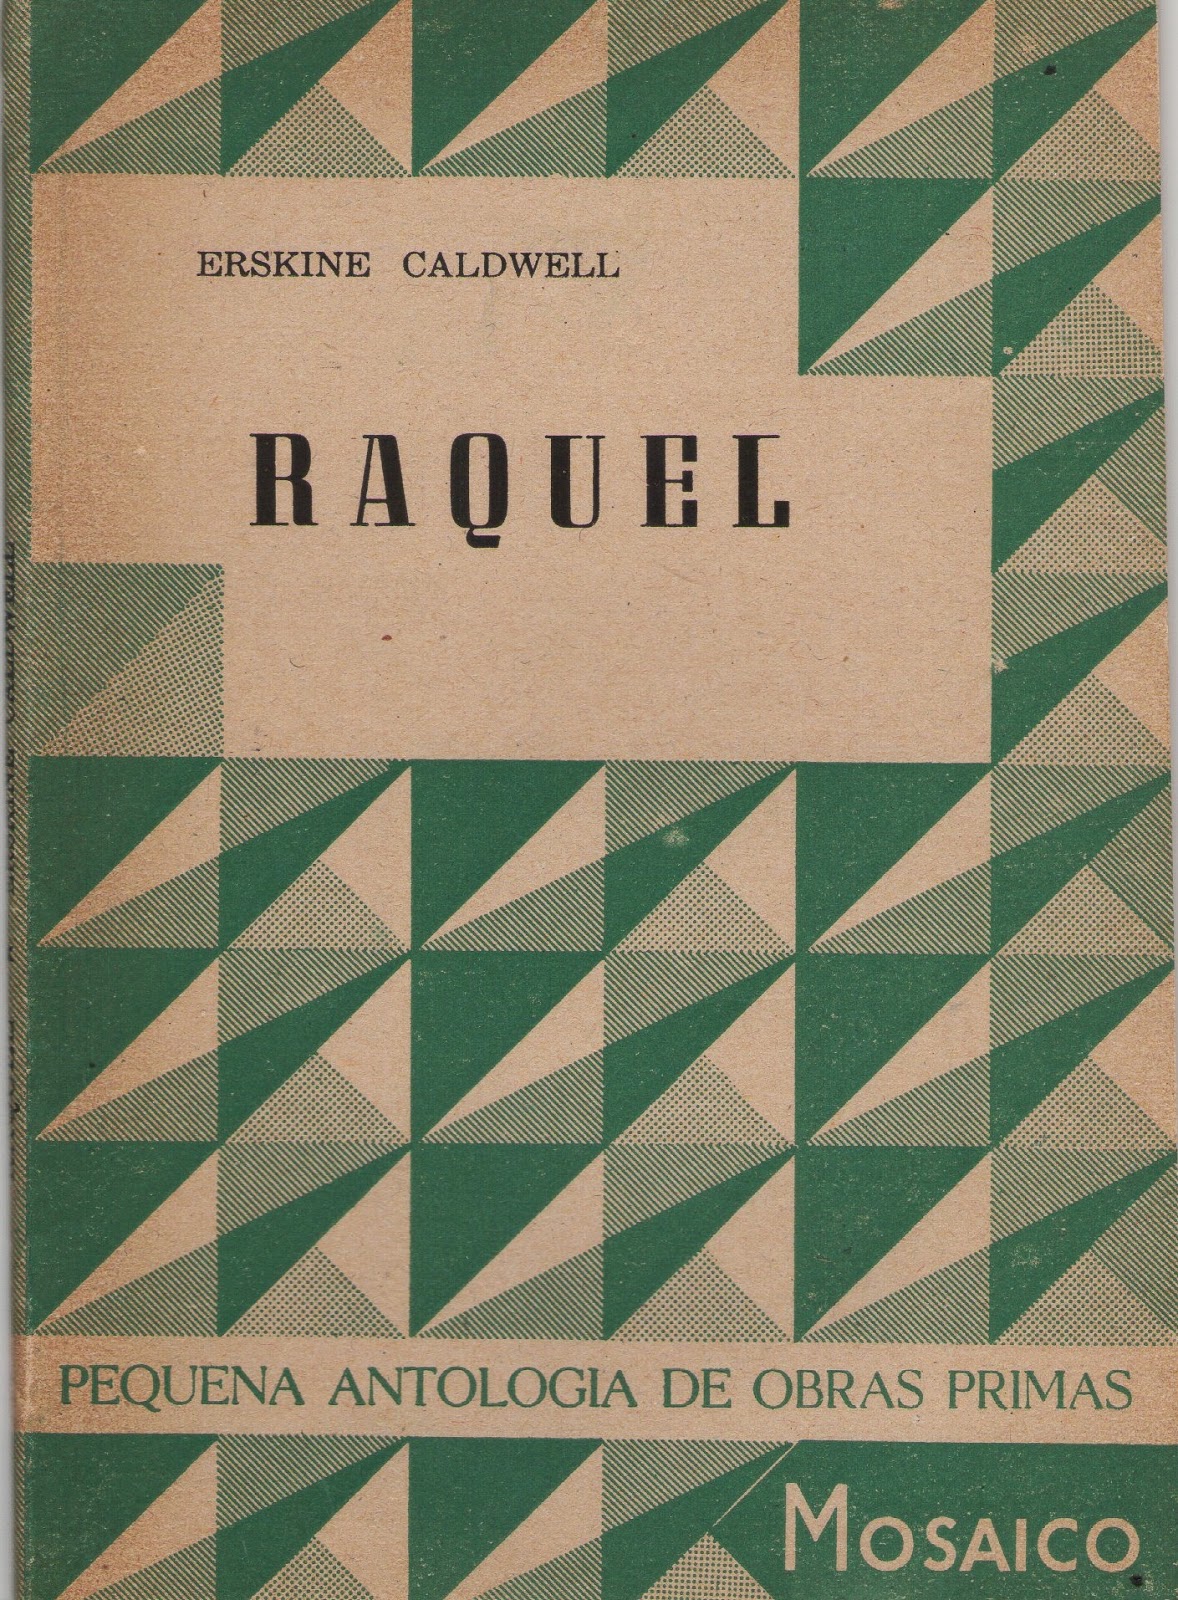 ERSKINE CALDWELL
RAQUEL
PEQUENA ANTOLOGIA DE OBRAS PRIMAS
MOSAICO